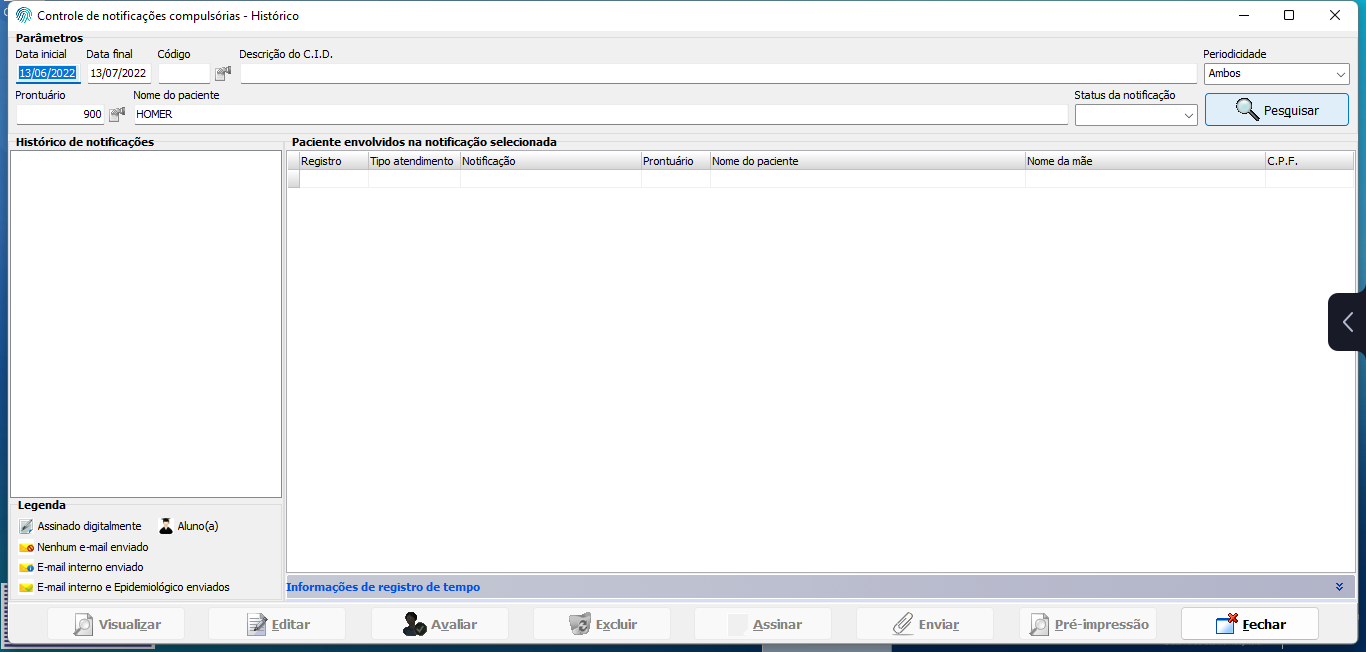 Controle de notificações compulsórias - Histórico
Parâmetros
Data inicial Data final Código Descrição do C.I.D. Periodicidade
13/06/2022 13/07/2022 Ambos
Prontuário Nome do paciente Status da notificação
900 HOMER Pesquisar
Histórico de notificações Paciente envolvidos na notificação selecionada
Registro Tipo atendimento Notificação Prontuário Nome do paciente Nome da mãe C.P.F.
Legenda
Assinado digitalmente Aluno(a)
Nenhum e-mail enviado
E-mail interno enviado
E-mail interno e Epidemiológico enviados
Informações de registro de tempo
Visualizar Editar Avaliar Excluir Assinar Enviar Pré-impressão Fechar